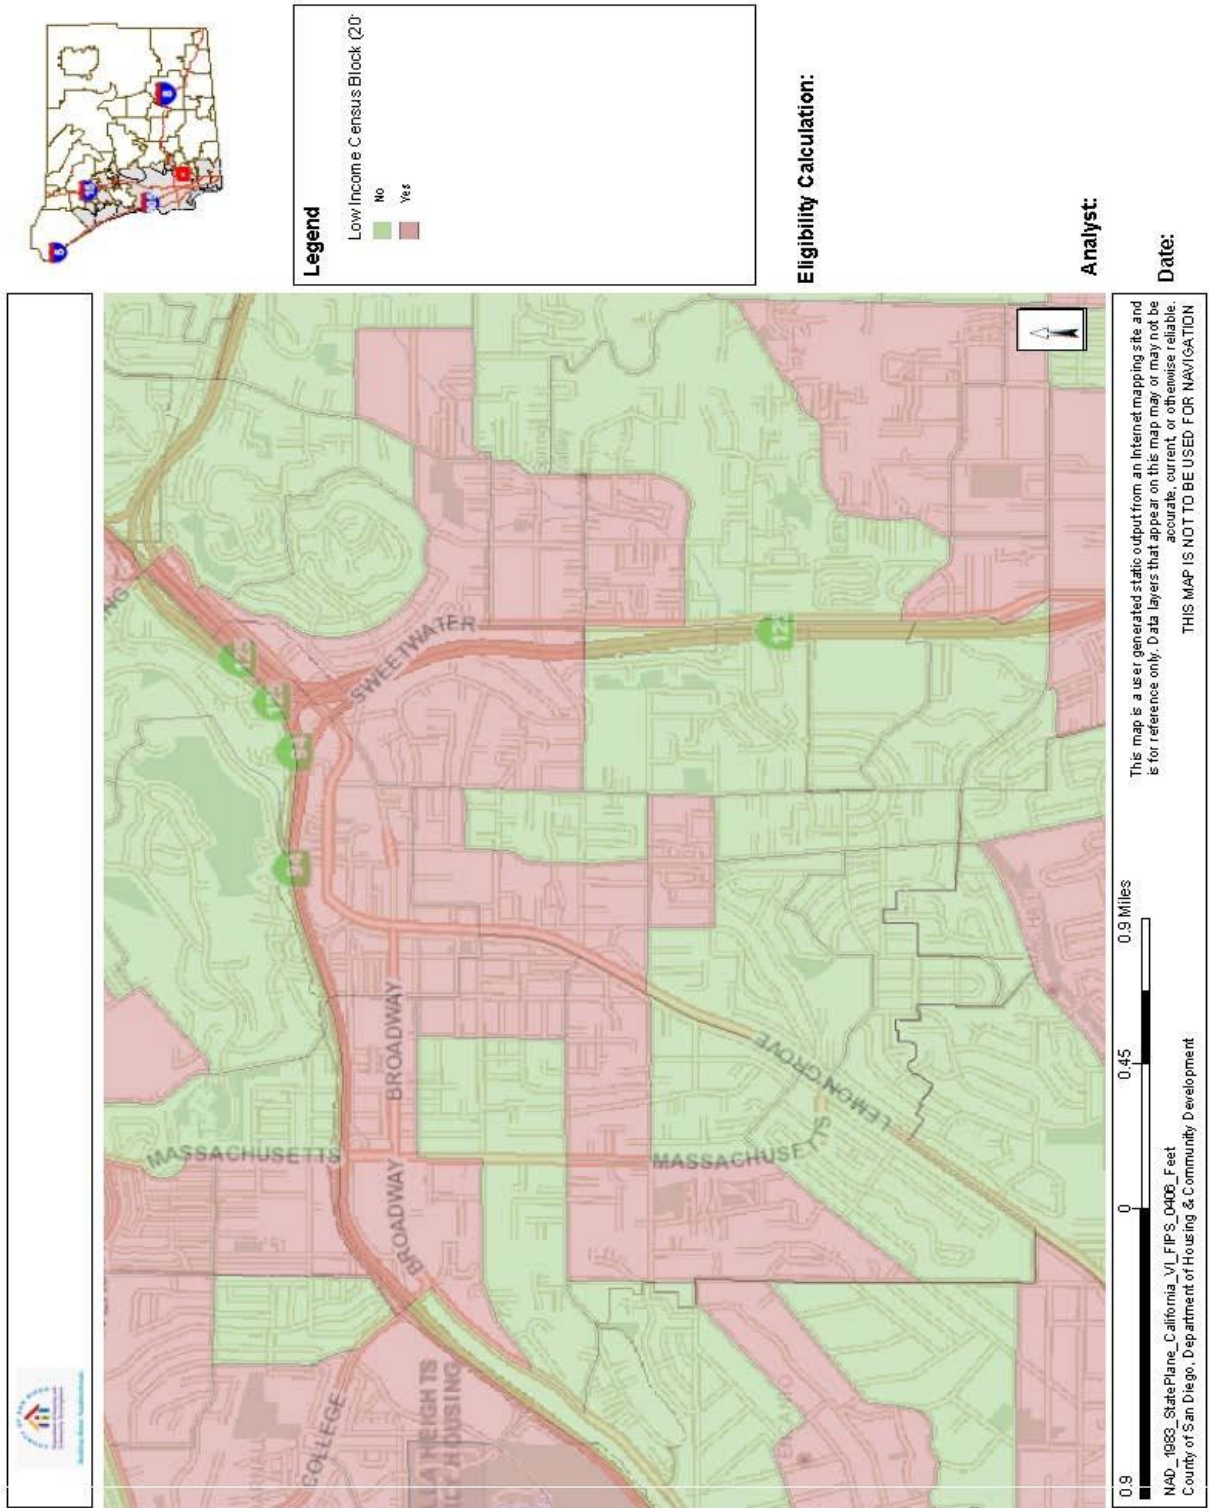 Legend
Low Income Census Block (20
No
Yes
Eligibility Calculation:
Analyst:
Date:
5
8
MASSACHUSETTS
BROADWAY
BROADWAY
COLLEGE
SWEETWATER
MASSACHUSETTS
LEMON GROVE
HOUSING
0.9
0
0.45
0.9 Miles
NAD_1983_StatePlane_California_VI_FIPS_0406_Feet
County of San Diego, Department of Housing & Community Development
This map is a user generated static output from an Internet mapping site and
is for reference only. Data layers that appear on this map may or may not be
accurate, current, or otherwise reliable.
THIS MAP IS NOT TO BE USED FOR NAVIGATION